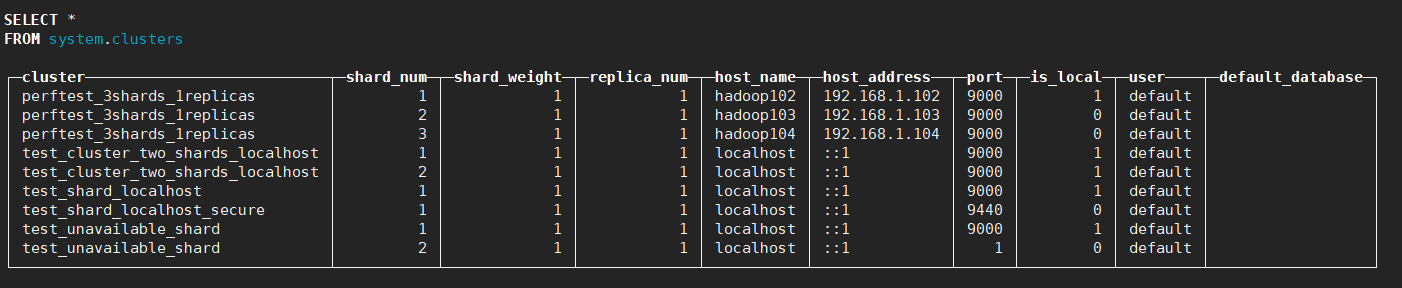 SELECT *
FROM system.clusters
cluster shard_num shard_weight replica_num host_name host_address port is_local user default_database
perftest_3shards_1replicas 1 1 1 hadoop102 192.168.1.102 9000 1 default
perftest_3shards_1replicas 2 1 1 hadoop103 192.168.1.103 9000 0 default
perftest_3shards_1replicas 3 1 1 hadoop104 192.168.1.104 9000 0 default
test_cluster_two_shards_localhost 1 1 1 localhost ::1 9000 1 default
test_cluster_two_shards_localhost 2 1 1 localhost ::1 9000 1 default
test_shard_localhost 1 1 1 localhost ::1 9000 1 default
test_shard_localhost_secure 1 1 1 localhost ::1 9440 0 default
test_unavailable_shard 1 1 1 localhost ::1 9000 1 default
test_unavailable_shard 2 1 1 localhost ::1 1 0 default